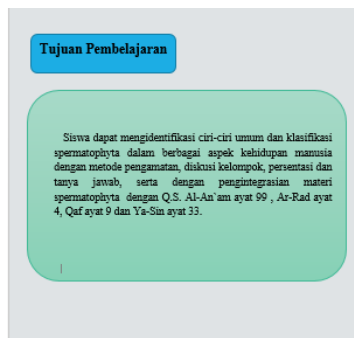 Tujuan Pembelajaran
Siswa dapat mengidentifikasi ciri-ciri umum dan klasifikasi
spermatophyta dalam berbagai aspek kehidupan manusia
dengan metode pengamatan, diskusi kelompok, persentasi dan
tanya jawab, serta dengan pengintegrasian materi
spermatophyta dengan Q.S. Al-An`am ayat 99 , Ar-Rad ayat
4, Qaf ayat 9 dan Ya-Sin ayat 33.